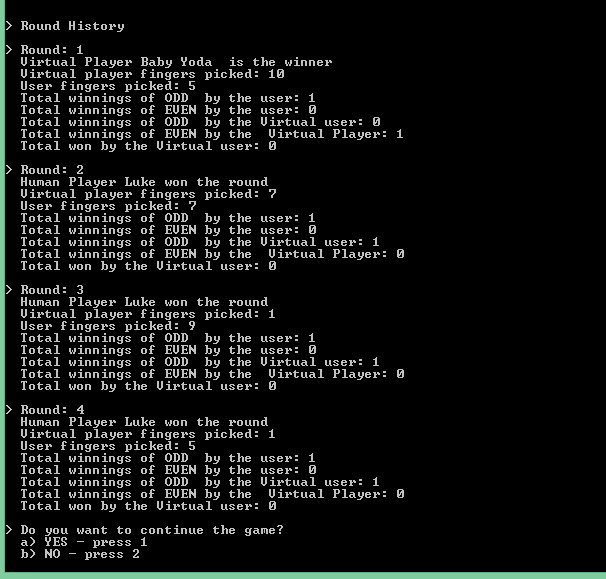 > Round History
> Round: 1
Virtual Player Baby Yoda  is the winner
Virtual player fingers picked: 10
User fingers picked: 5
Total winnings of ODD  by the user: 1
Total winnings of EVEN by the user: 0
Total winnings of ODD  by the Virtual user: 0
Total winnings of EVEN by the  Virtual Player: 1
Total won by the Virtual user: 0
> Round: 2
Human Player Luke won the round
Virtual player fingers picked: 7
User fingers picked: 7
Total winnings of ODD  by the user: 1
Total winnings of EVEN by the user: 0
Total winnings of ODD  by the Virtual user: 1
Total winnings of EVEN by the  Virtual Player: 0
Total won by the Virtual user: 0
> Round: 3
Human Player Luke won the round
Virtual player fingers picked: 1
User fingers picked: 9
Total winnings of ODD  by the user: 1
Total winnings of EVEN by the user: 0
Total winnings of ODD  by the Virtual user: 1
Total winnings of EVEN by the  Virtual Player: 0
Total won by the Virtual user: 0
> Round: 4
Human Player Luke won the round
Virtual player fingers picked: 1
User fingers picked: 5
Total winnings of ODD  by the user: 1
Total winnings of EVEN by the user: 0
Total winnings of ODD  by the Virtual user: 1
Total winnings of EVEN by the  Virtual Player: 0
Total won by the Virtual user: 0
> Do you want to continue the game?
a) YES - press 1
b) NO - press 2